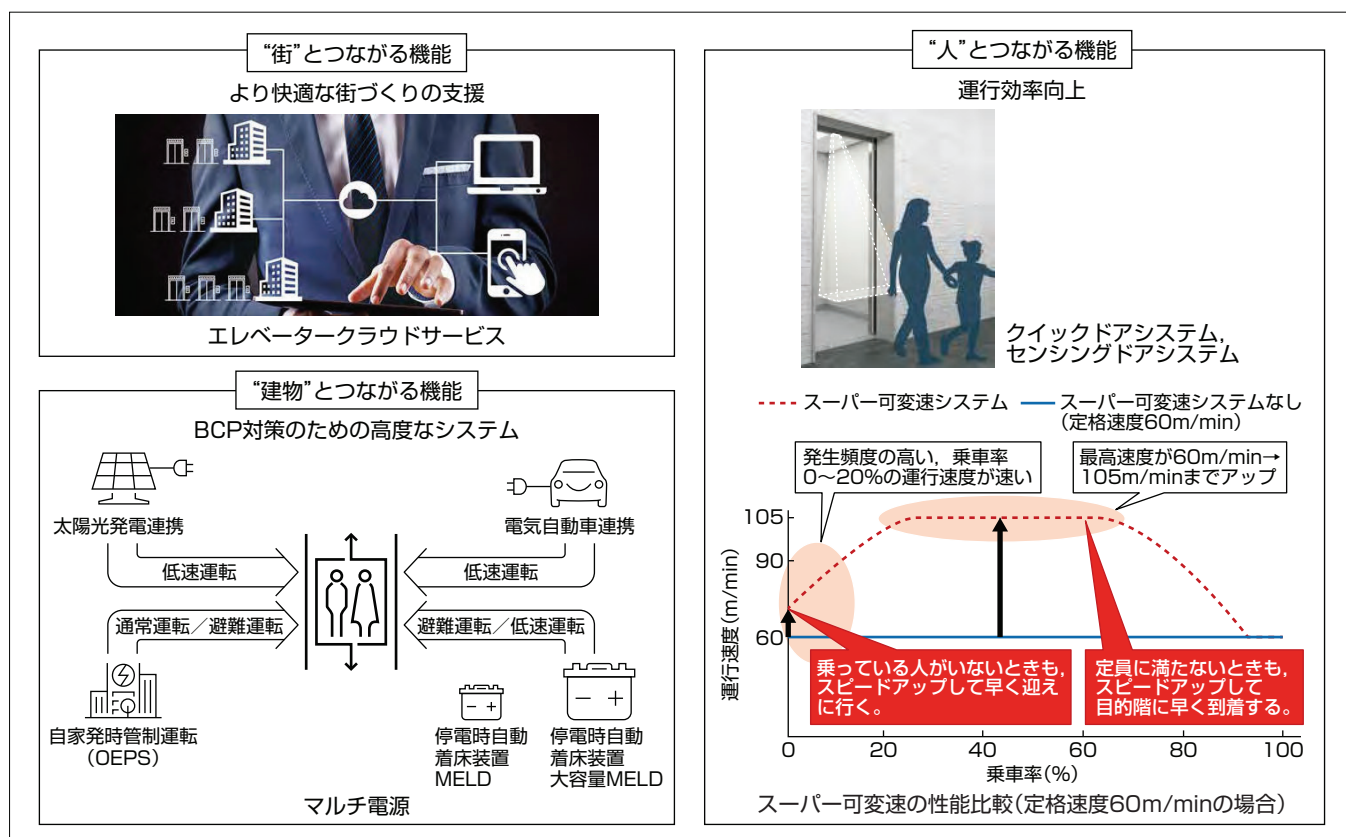 “街”とつながる機能
より快適な街づくりの支援
エレベータークラウドサービス
“建物”とつながる機能
BCP対策のための高度なシステム
太陽光発電連携
電気自動車連携
低速運転
低速運転
通常運転／避難運転
避難運転／低速運転
自家発時管制運転
（OEPS）
停電時自動
着床装置
MELD
停電時自動
着床装置
大容量MELD
マルチ電源
“人”とつながる機能
運行効率向上
クイックドアシステム，
センシングドアシステム
スーパー可変速システム
スーパー可変速システムなし
（定格速度60m/min）
発生頻度の高い，乗車率
0～20％の運行速度が速い
最高速度が60m/min→
105m/minまでアップ
運行速度（m/min）
105
90
60
乗っている人がいないときも，
スピードアップして早く迎え
に行く。
定員に満たないときも，
スピードアップして
目的階に早く到着する。
0 20 40 60 80 100
乗車率（％）
スーパー可変速の性能比較（定格速度60m/minの場合）